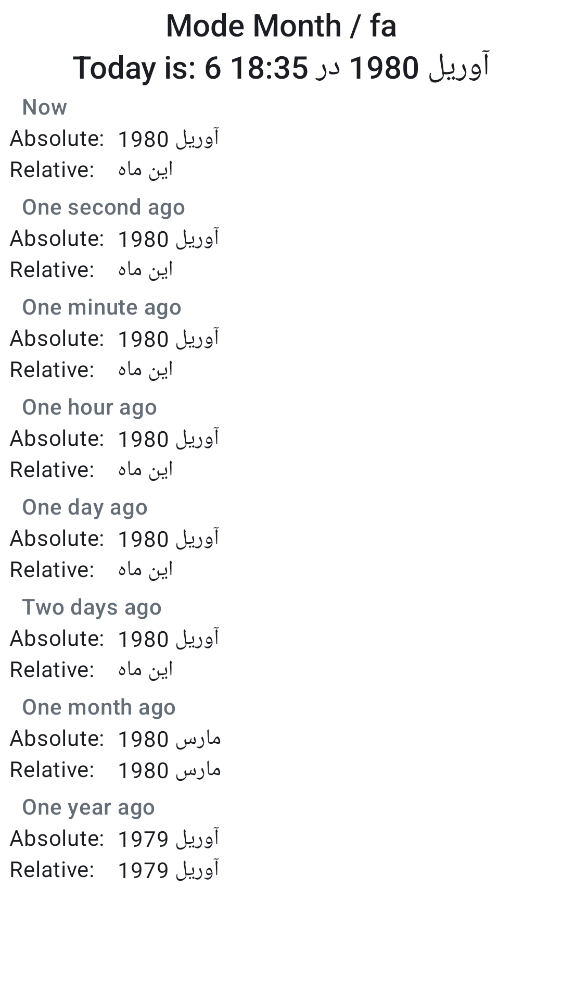 Mode Month / fa
Today is: 6 آوریل 1980 در 18:35
Now
Absolute: آوریل 1980
Relative: این ماه
One second ago
Absolute: آوریل 1980
Relative: این ماه
One minute ago
Absolute: آوریل 1980
Relative: این ماه
One hour ago
Absolute: آوریل 1980
Relative: این ماه
One day ago
Absolute: آوریل 1980
Relative: این ماه
Two days ago
Absolute: آوریل 1980
Relative: این ماه
One month ago
Absolute: مارس 1980
Relative: مارس 1980
One year ago
Absolute: آوریل 1979
Relative: آوریل 1979